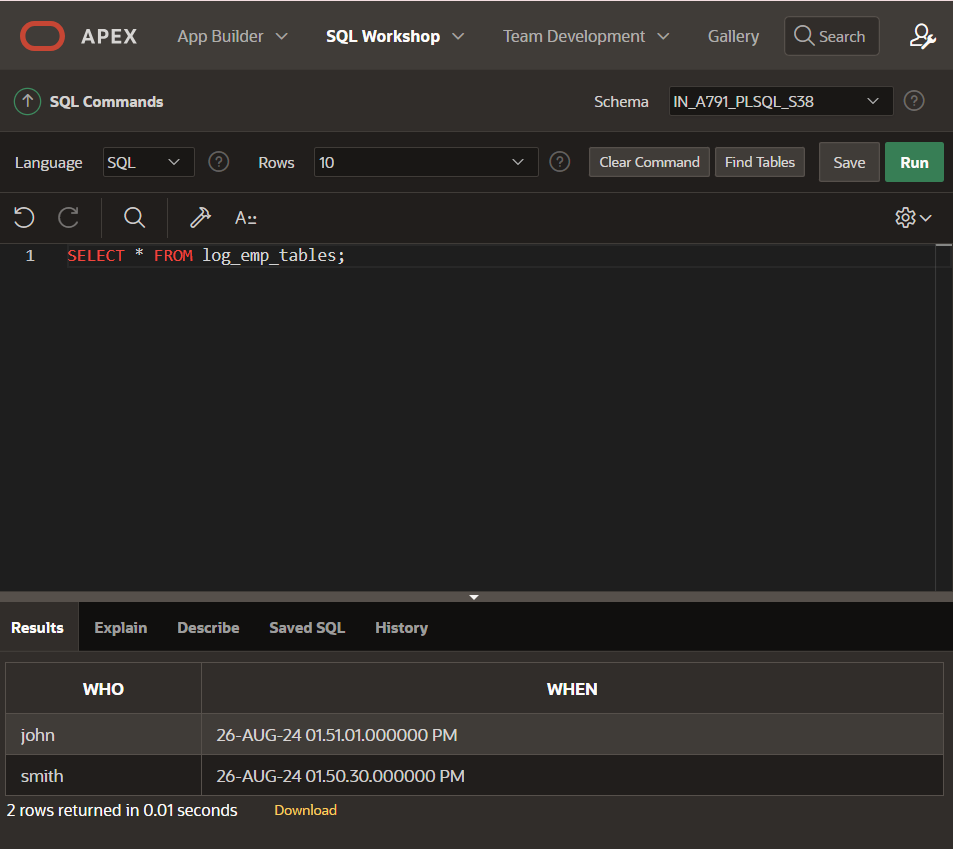 APEX App Builder SQL Workshop Team Development Gallery Search
SQL Commands Schema IN_A791_PLSQL_S38 ?
Language SQL ? Rows 10 ? Clear Command Find Tables Save Run
A::
1 SELECT * FROM log_emp_tables;
Results Explain Describe Saved SQL History
WHO WHEN
john 26-AUG-24 01.51.01.000000 PM
smith 26-AUG-24 01.50.30.000000 PM
2 rows returned in 0.01 seconds Download